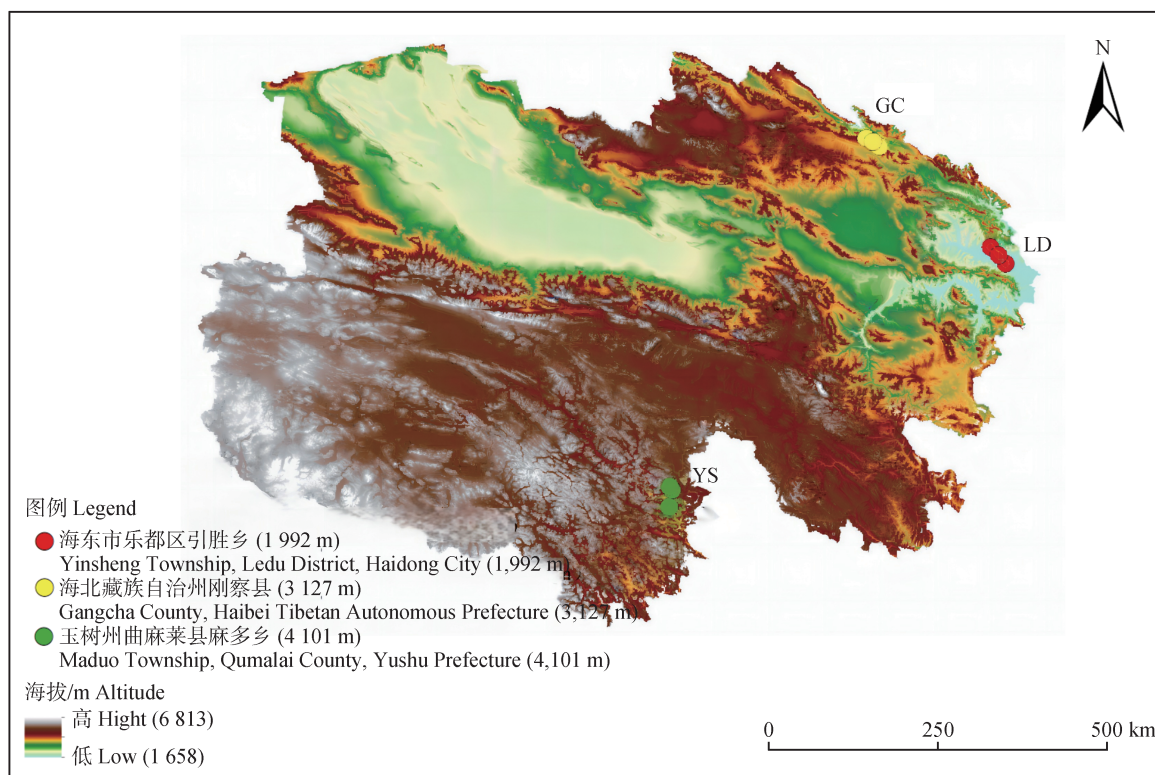 N
GC
LD
YS
图例 Legend
海东市乐都区引胜乡 (1 992 m)
Yinsheng Township, Ledu District, Haidong City (1,992 m)
海北藏族自治州刚察县 (3 127 m)
Gangcha County, Haibei Tibetan Autonomous Prefecture (3,127 m)
玉树州曲麻莱县麻多乡 (4 101 m)
Maduo Township, Qumalai County, Yushu Prefecture (4,101 m)
海拔/m Altitude
高 Hight (6 813)
低 Low (1 658)
0 250 500 km